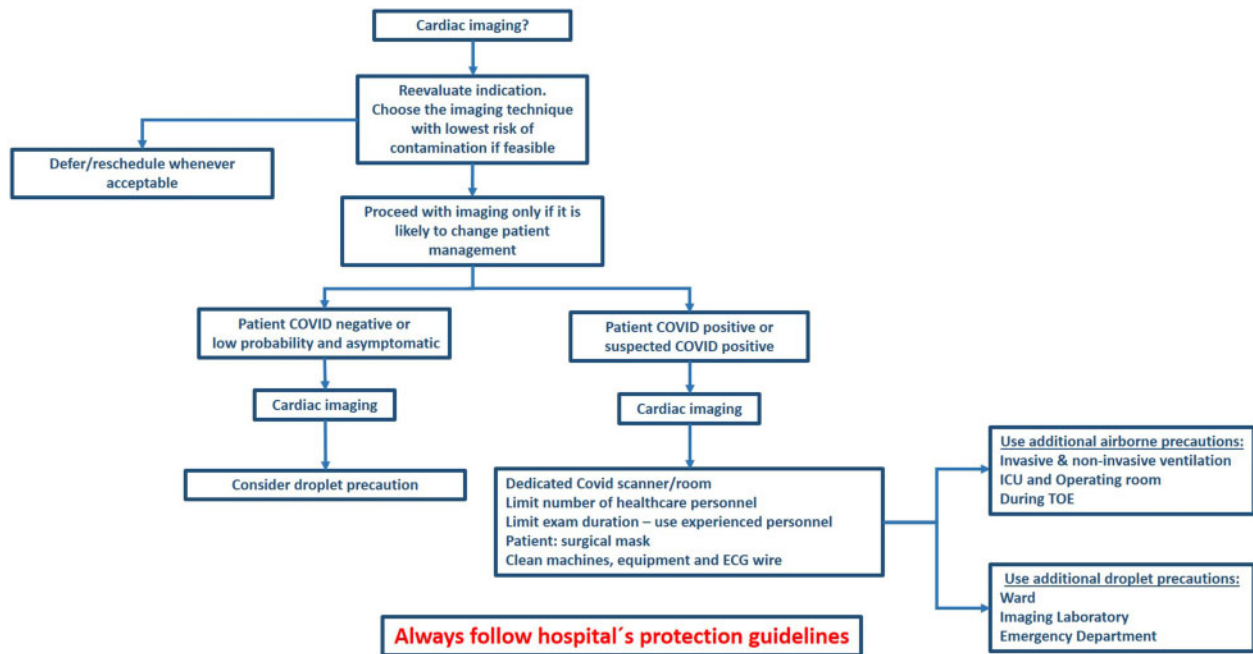 Cardiac imaging?
Reevaluate indication.
Choose the imaging technique
with lowest risk of
contamination if feasible
Defer/reschedule whenever
acceptable
Proceed with imaging only if it is
likely to change patient
management
Patient COVID negative or
low probability and asymptomatic
Patient COVID positive or
suspected COVID positive
Cardiac imaging
Cardiac imaging
Consider droplet precaution
Dedicated Covid scanner/room
Limit number of healthcare personnel
Limit exam duration – use experienced personnel
Patient: surgical mask
Clean machines, equipment and ECG wire
Use additional airborne precautions:
Invasive & non-invasive ventilation
ICU and Operating room
During TOE
Use additional droplet precautions:
Ward
Imaging Laboratory
Emergency Department
Always follow hospital´s protection guidelines